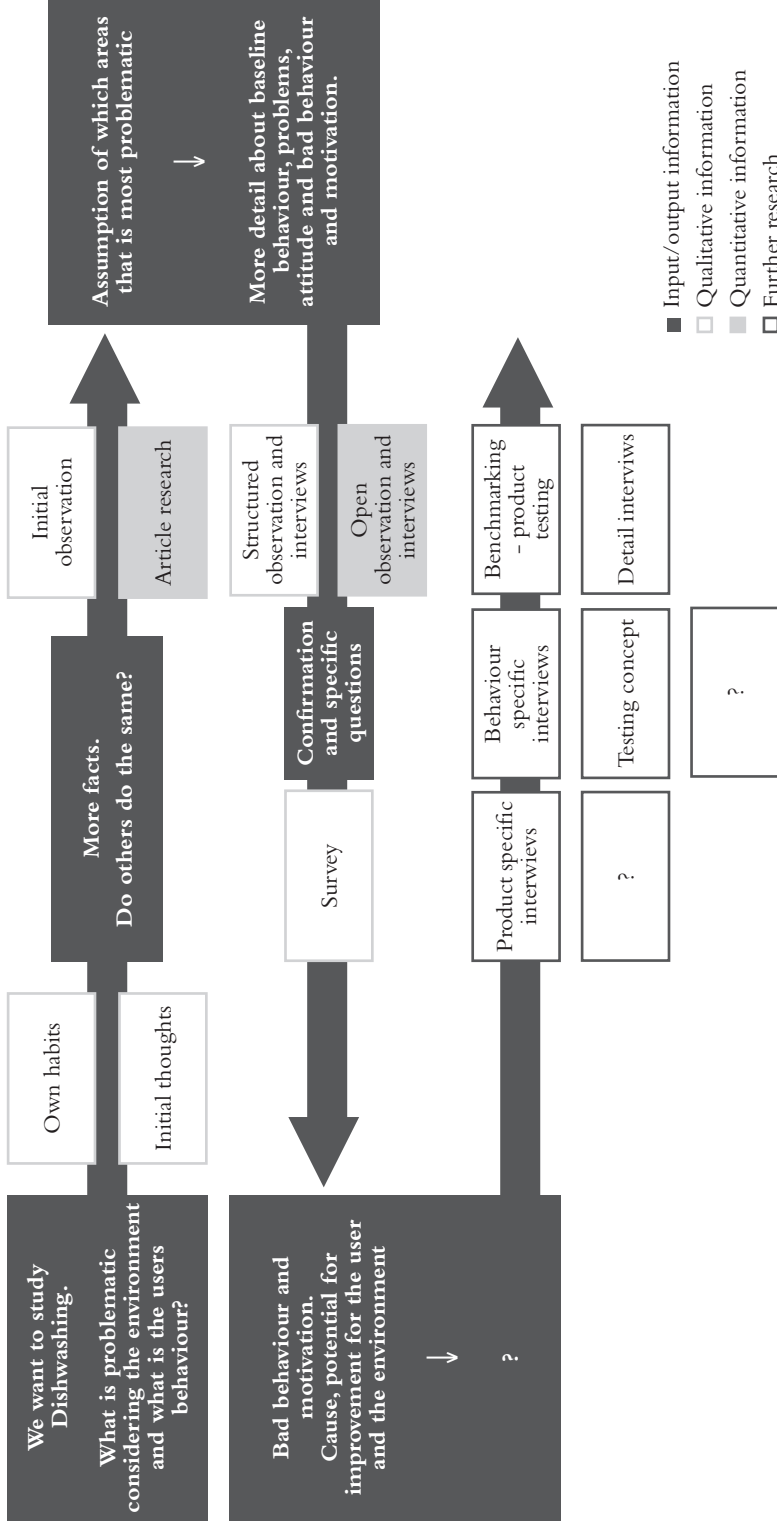 We want to study
Dishwashing.
What is problematic
considering the environment
and what is the users
behaviour?
Own habits
Initial thoughts
More facts.
Do others do the same?
Initial
observation
Article research
Assumption of which areas
that is most problematic
↓
More detail about baseline
behaviour, problems,
attitude and bad behaviour
and motivation.
Structured
observation and
interviews
Open
observation and
interviews
Confirmation
and specific
questions
Survey
Bad behaviour and
motivation.
Cause, potential for
improvement for the user
and the environment
↓
?
Product specific
interwievs
?
Behaviour
specific
interviews
Testing concept
?
Benchmarking
- product
testing
Detail interviws
Input/output information
Qualitative information
Quantitative information
Further research